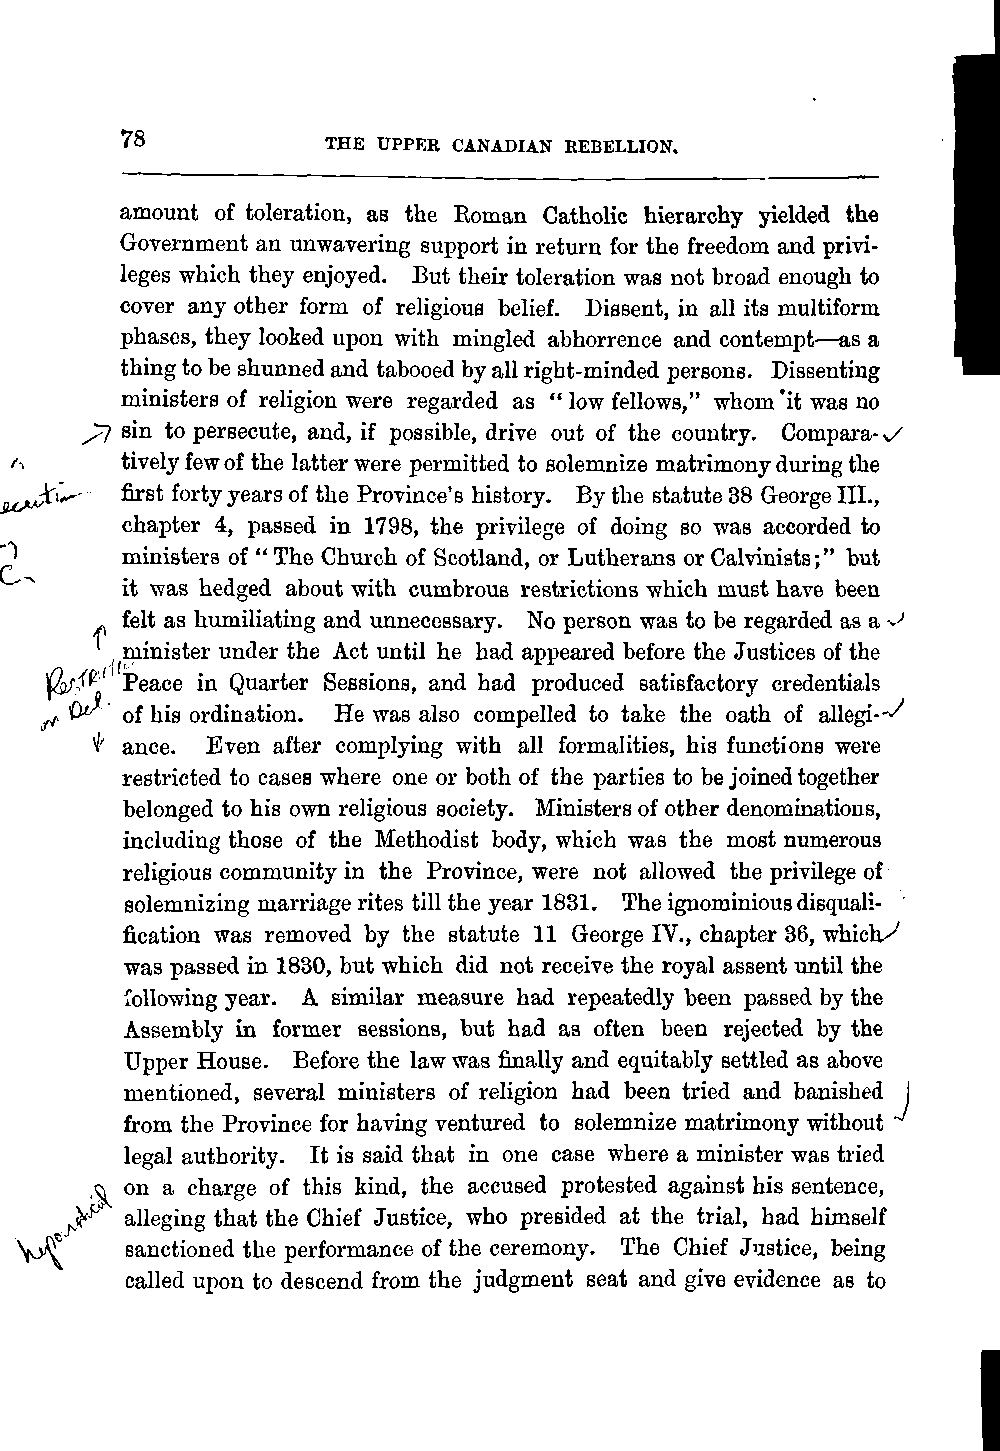 78
THE UPPER CANADIAN REBELLION.
amount of toleration, as the Roman Catholic hierarchy yielded the
Government an unwavering support in return for the freedom and privi-
leges which they enjoyed. But their toleration was not broad enough to
cover any other form of religious belief. Dissent, in all its multiform
phases, they looked upon with mingled abhorrence and contempt—as a
thing to be shunned and tabooed by all right-minded persons. Dissenting
ministers of religion were regarded as "low fellows," whom it was no
sin to persecute, and, if possible, drive out of the country. Compara-
tively few of the latter were permitted to solemnize matrimony during the
first forty years of the Province's history. By the statute 38 George III.,
chapter 4, passed in 1798, the privilege of doing so was accorded to
ministers of "The Church of Scotland, or Lutherans or Calvinists;" but
it was hedged about with cumbrous restrictions which must have been
felt as humiliating and unnecessary. No person was to be regarded as a
minister under the Act until he had appeared before the Justices of the
Peace in Quarter Sessions, and had produced satisfactory credentials
of his ordination. He was also compelled to take the oath of allegi-
ance. Even after complying with all formalities, his functions were
restricted to cases where one or both of the parties to be joined together
belonged to his own religious society. Ministers of other denominations,
including those of the Methodist body, which was the most numerous
religious community in the Province, were not allowed the privilege of
solemnizing marriage rites till the year 1831. The ignominious disquali-
fication was removed by the statute 11 George IV., chapter 36, which
was passed in 1830, but which did not receive the royal assent until the
following year. A similar measure had repeatedly been passed by the
Assembly in former sessions, but had as often been rejected by the
Upper House. Before the law was finally and equitably settled as above
mentioned, several ministers of religion had been tried and banished
from the Province for having ventured to solemnize matrimony without
legal authority. It is said that in one case where a minister was tried
on a charge of this kind, the accused protested against his sentence,
alleging that the Chief Justice, who presided at the trial, had himself
sanctioned the performance of the ceremony. The Chief Justice, being
called upon to descend from the judgment seat and give evidence as to